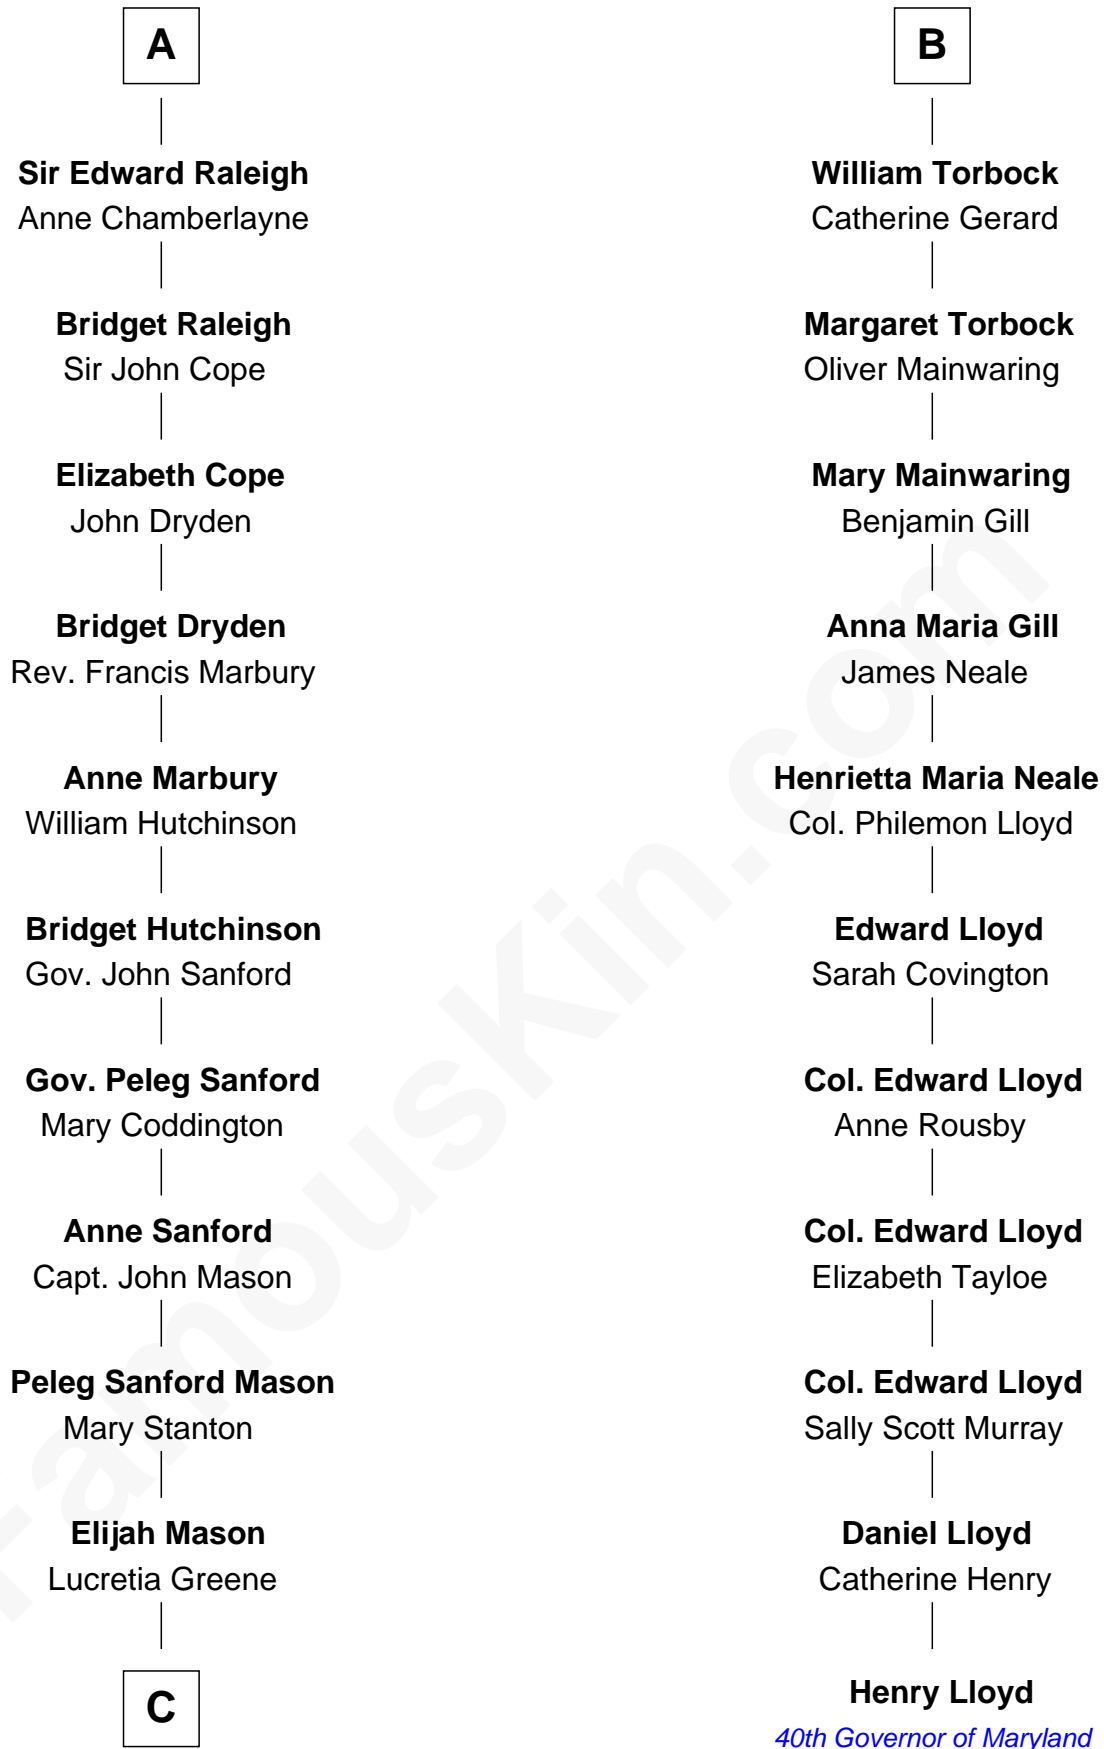 A
Sir Edward Raleigh
Anne Chamberlayne
Bridget Raleigh
Sir John Cope
Elizabeth Cope
John Dryden
Bridget Dryden
Rev. Francis Marbury
Anne Marbury
William Hutchinson
Bridget Hutchinson
Gov. John Sanford
Gov. Peleg Sanford
Mary Coddington
Anne Sanford
Capt. John Mason
Peleg Sanford Mason
Mary Stanton
Elijah Mason
Lucretia Greene
C
B
William Torbock
Catherine Gerard
Margaret Torbock
Oliver Mainwaring
Mary Mainwaring
Benjamin Gill
Anna Maria Gill
James Neale
Henrietta Maria Neale
Col. Philemon Lloyd
Edward Lloyd
Sarah Covington
Col. Edward Lloyd
Anne Rousby
Col. Edward Lloyd
Elizabeth Tayloe
Col. Edward Lloyd
Sally Scott Murray
Daniel Lloyd
Catherine Henry
Henry Lloyd
40th Governor of Maryland
FamousKin.com